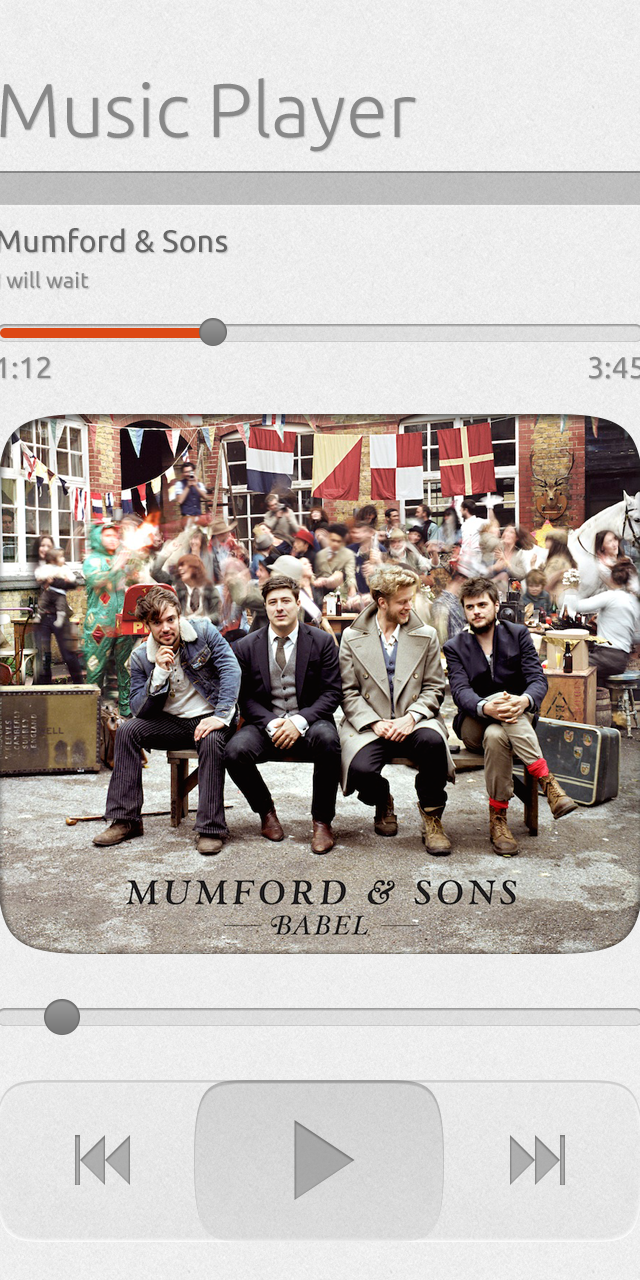 Music Player
Mumford & Sons
I will wait
1:12
3:45
MUMFORD & SONS
BABEL